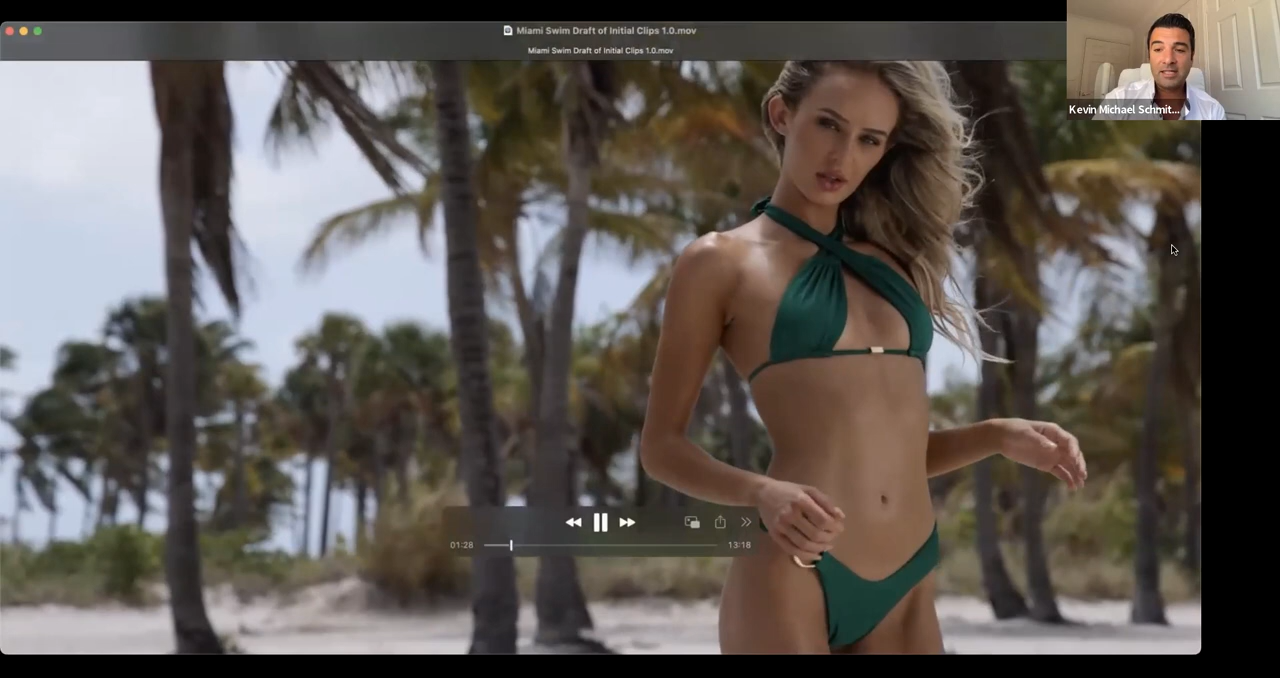 Miami Swim Draft of Initial Clips 1.0.mov
Miami Swim Draft of Initial Clips 1.0.mov
Kevin Michael Schmit...
01:28
13:18